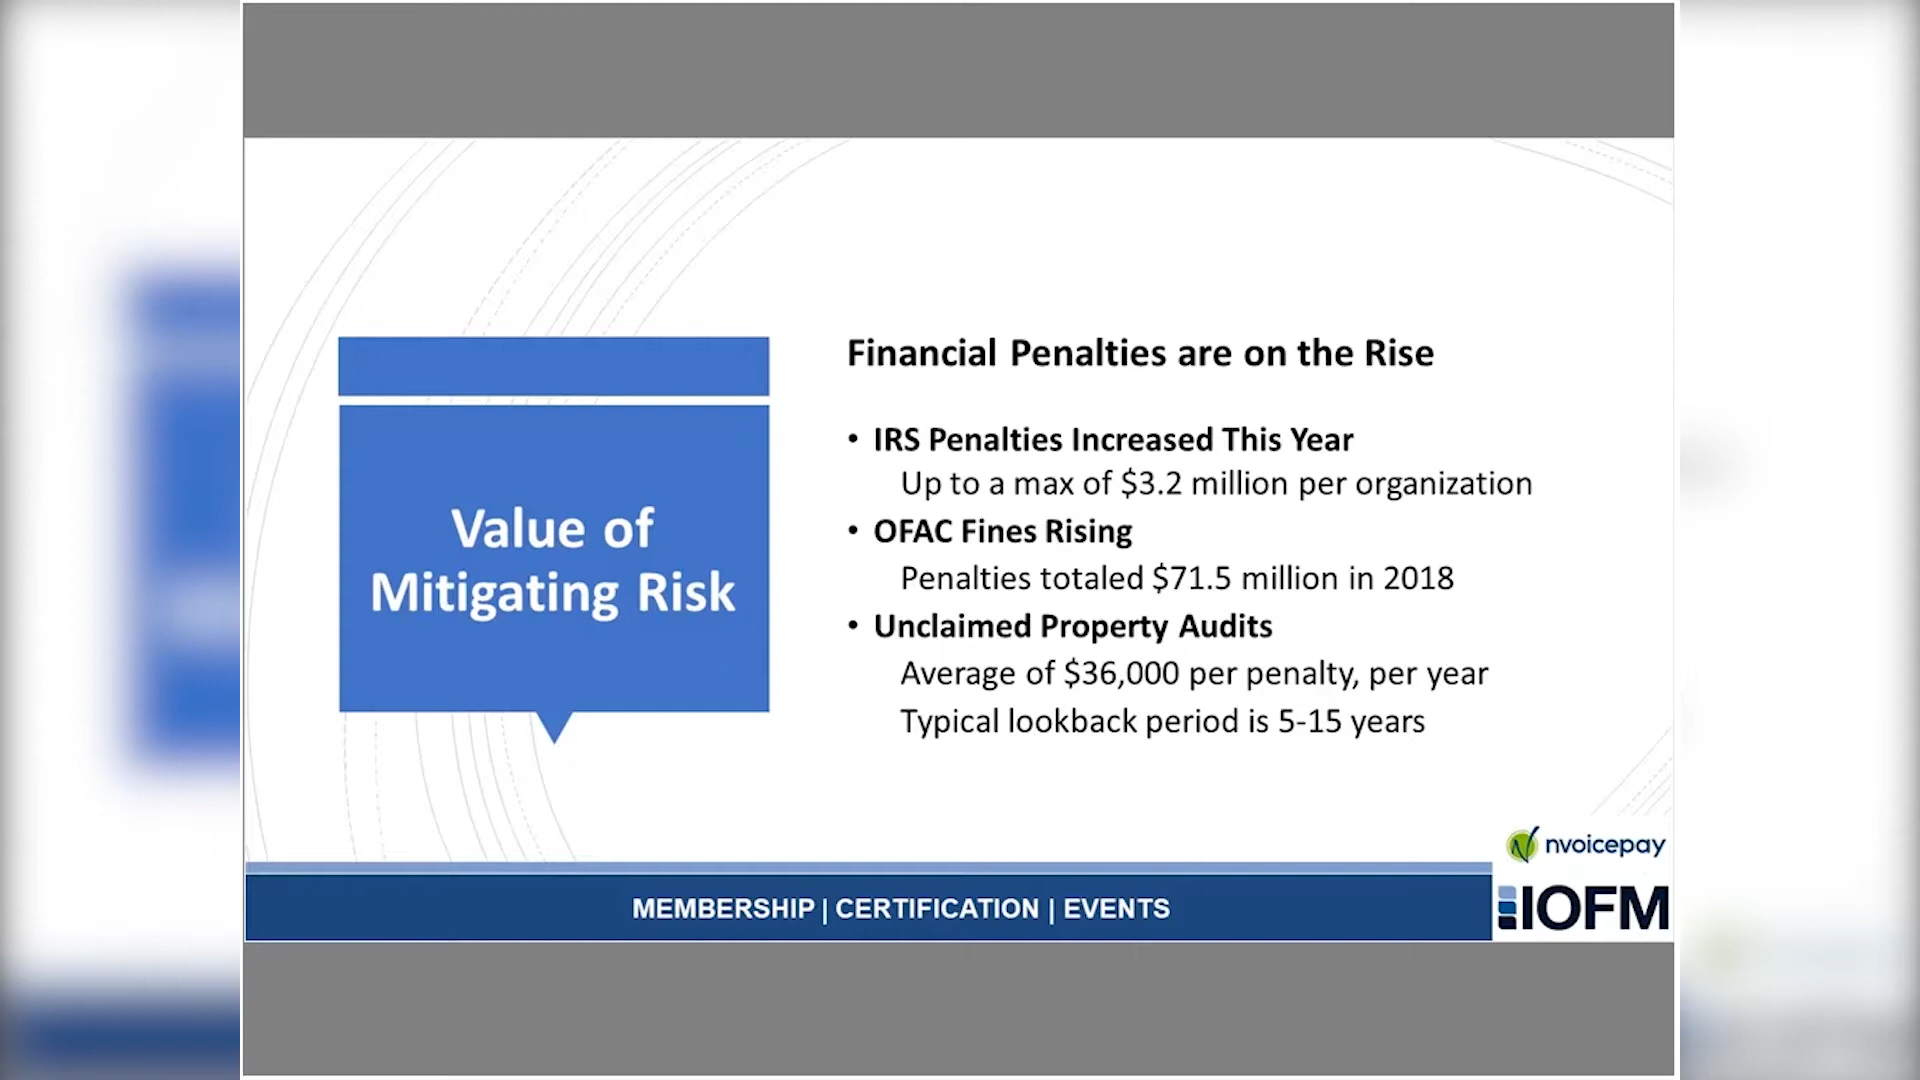 Value of
Mitigating Risk
Financial Penalties are on the Rise
• IRS Penalties Increased This Year
Up to a max of $3.2 million per organization
• OFAC Fines Rising
Penalties totaled $71.5 million in 2018
• Unclaimed Property Audits
Average of $36,000 per penalty, per year
Typical lookback period is 5-15 years
nvoicepay
MEMBERSHIP | CERTIFICATION | EVENTS
IOFM